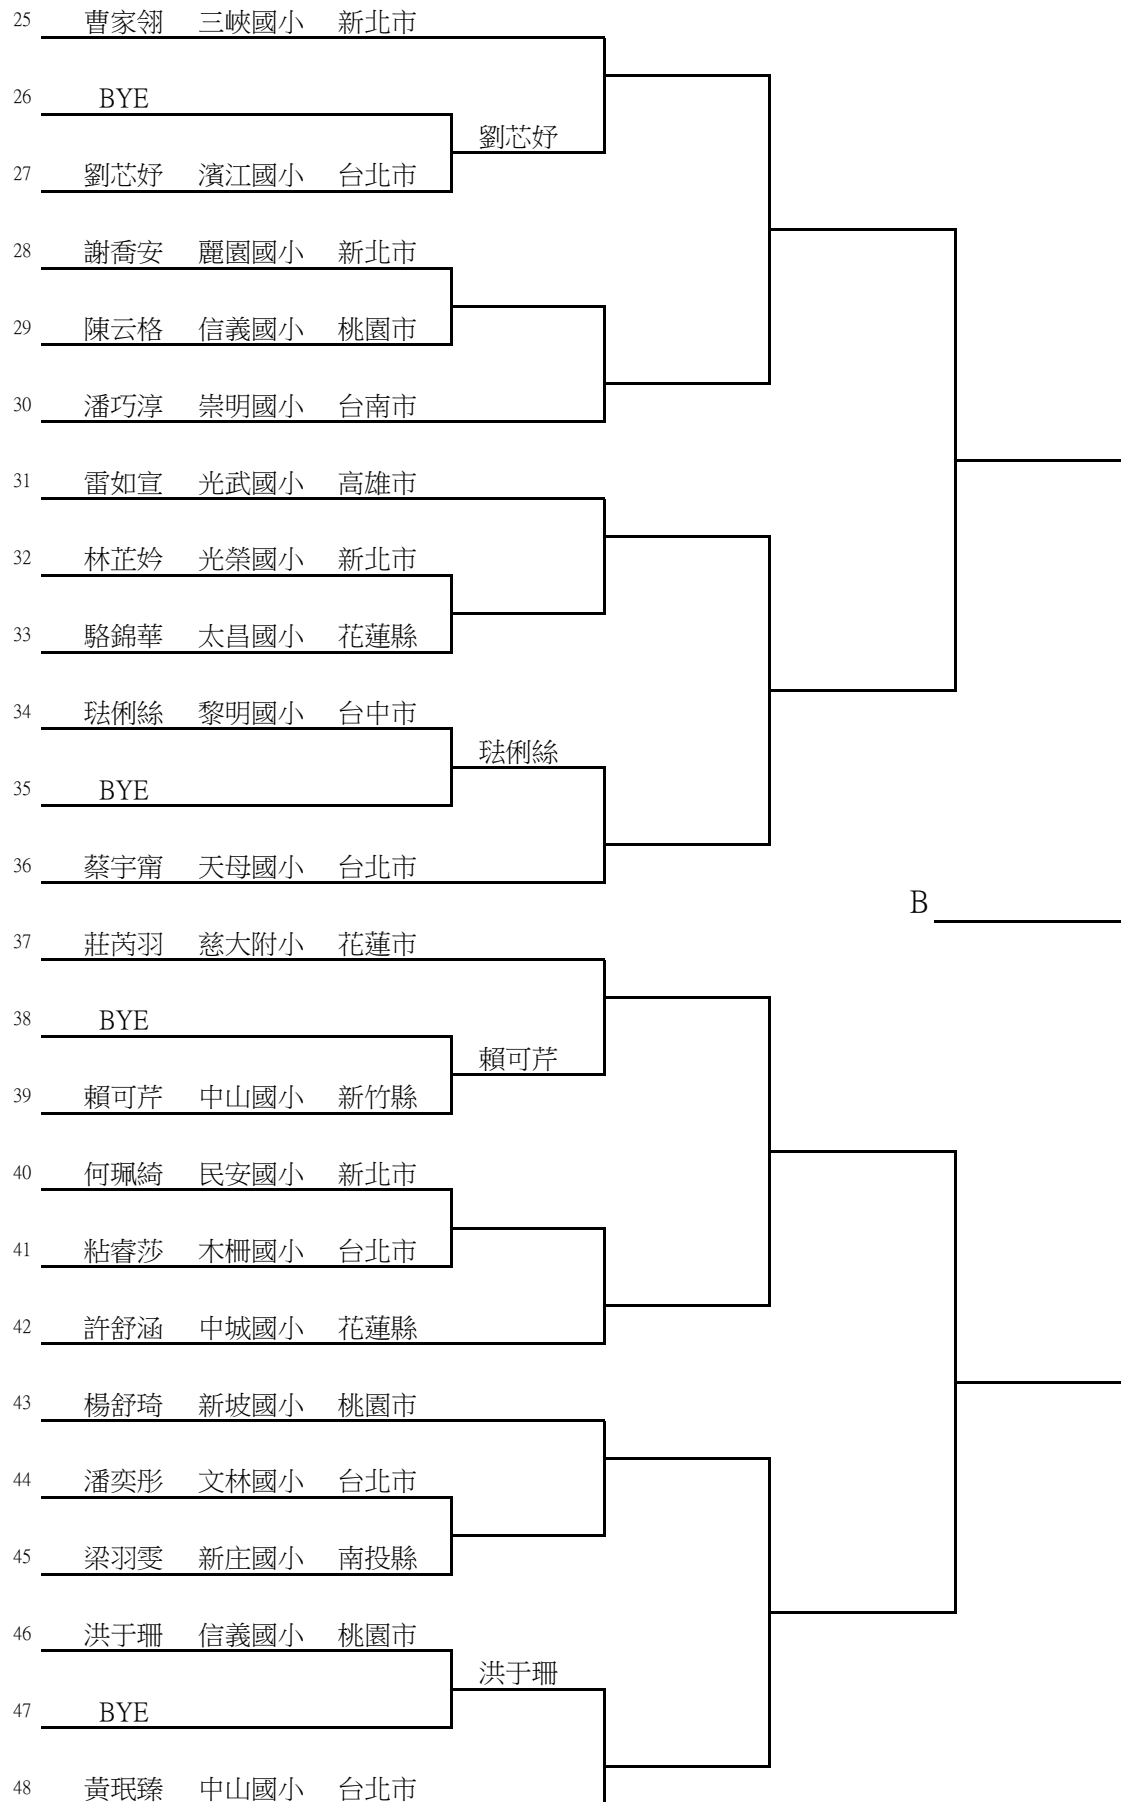 25 曹家翎 三峽國小 新北市
26 BYE
劉芯妤
27 劉芯妤 濱江國小 台北市
28 謝喬安 麗園國小 新北市
29 陳云格 信義國小 桃園市
30 潘巧淳 崇明國小 台南市
31 雷如宣 光武國小 高雄市
32 林芷妗 光榮國小 新北市
33 駱錦華 太昌國小 花蓮縣
34 琺俐絲 黎明國小 台中市
琺俐絲
35 BYE
36 蔡宇甯 天母國小 台北市
B
37 莊芮羽 慈大附小 花蓮市
38 BYE
賴可芹
39 賴可芹 中山國小 新竹縣
40 何珮綺 民安國小 新北市
41 粘睿莎 木柵國小 台北市
42 許舒涵 中城國小 花蓮縣
43 楊舒琦 新坡國小 桃園市
44 潘奕彤 文林國小 台北市
45 梁羽雯 新庄國小 南投縣
46 洪于珊 信義國小 桃園市
洪于珊
47 BYE
48 黃珉臻 中山國小 台北市